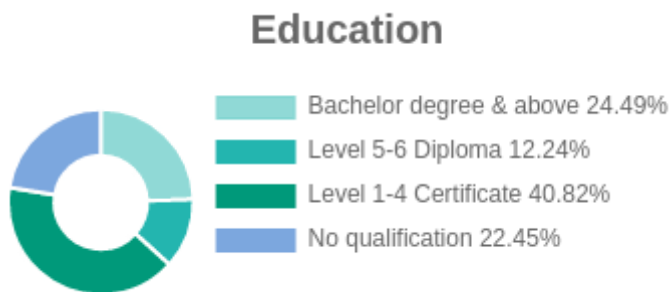 Education
Bachelor degree & above 24.49%
Level 5-6 Diploma 12.24%
Level 1-4 Certificate 40.82%
No qualification 22.45%